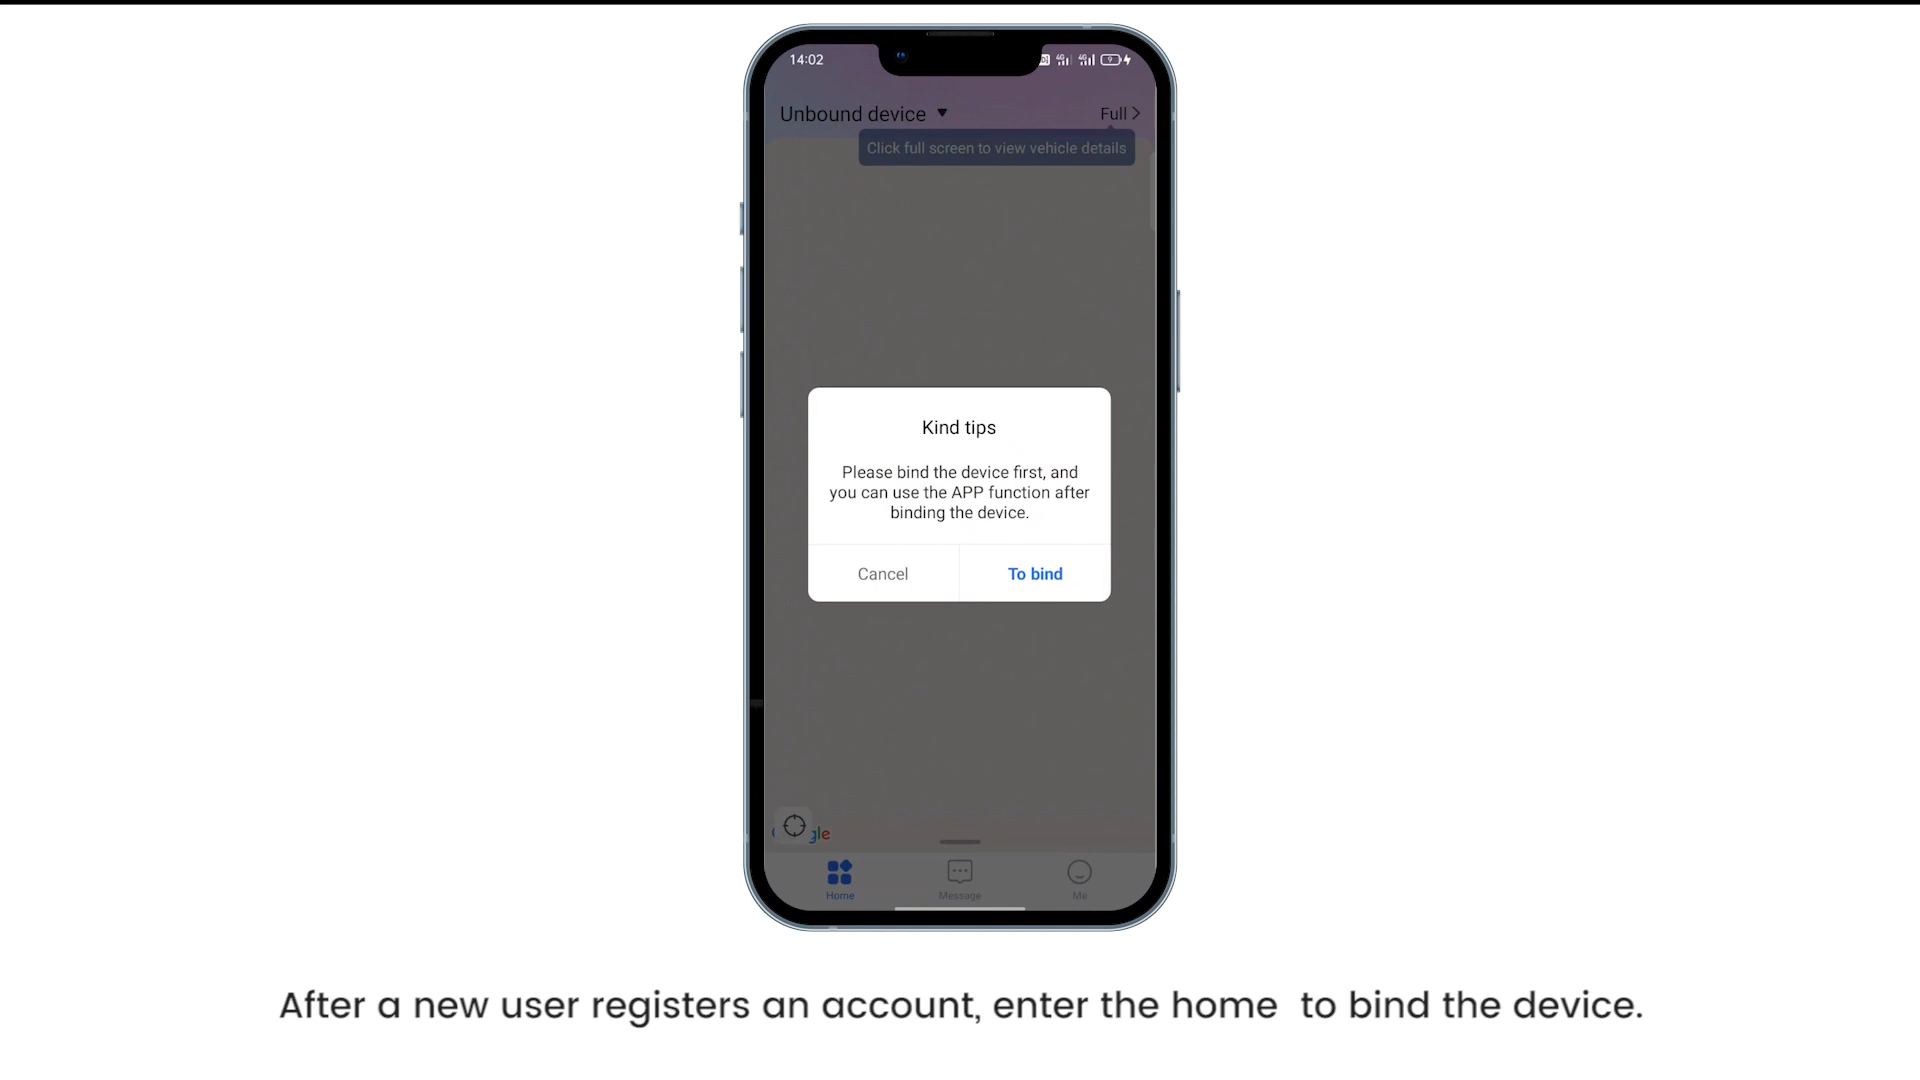 14:02
Unbound device
Full
Click full screen to view vehicle details
Kind tips
Please bind the device first, and
you can use the APP function after
binding the device.
Cancel
To bind
gle
Home
Message
Me
After a new user registers an account, enter the home to bind the device.